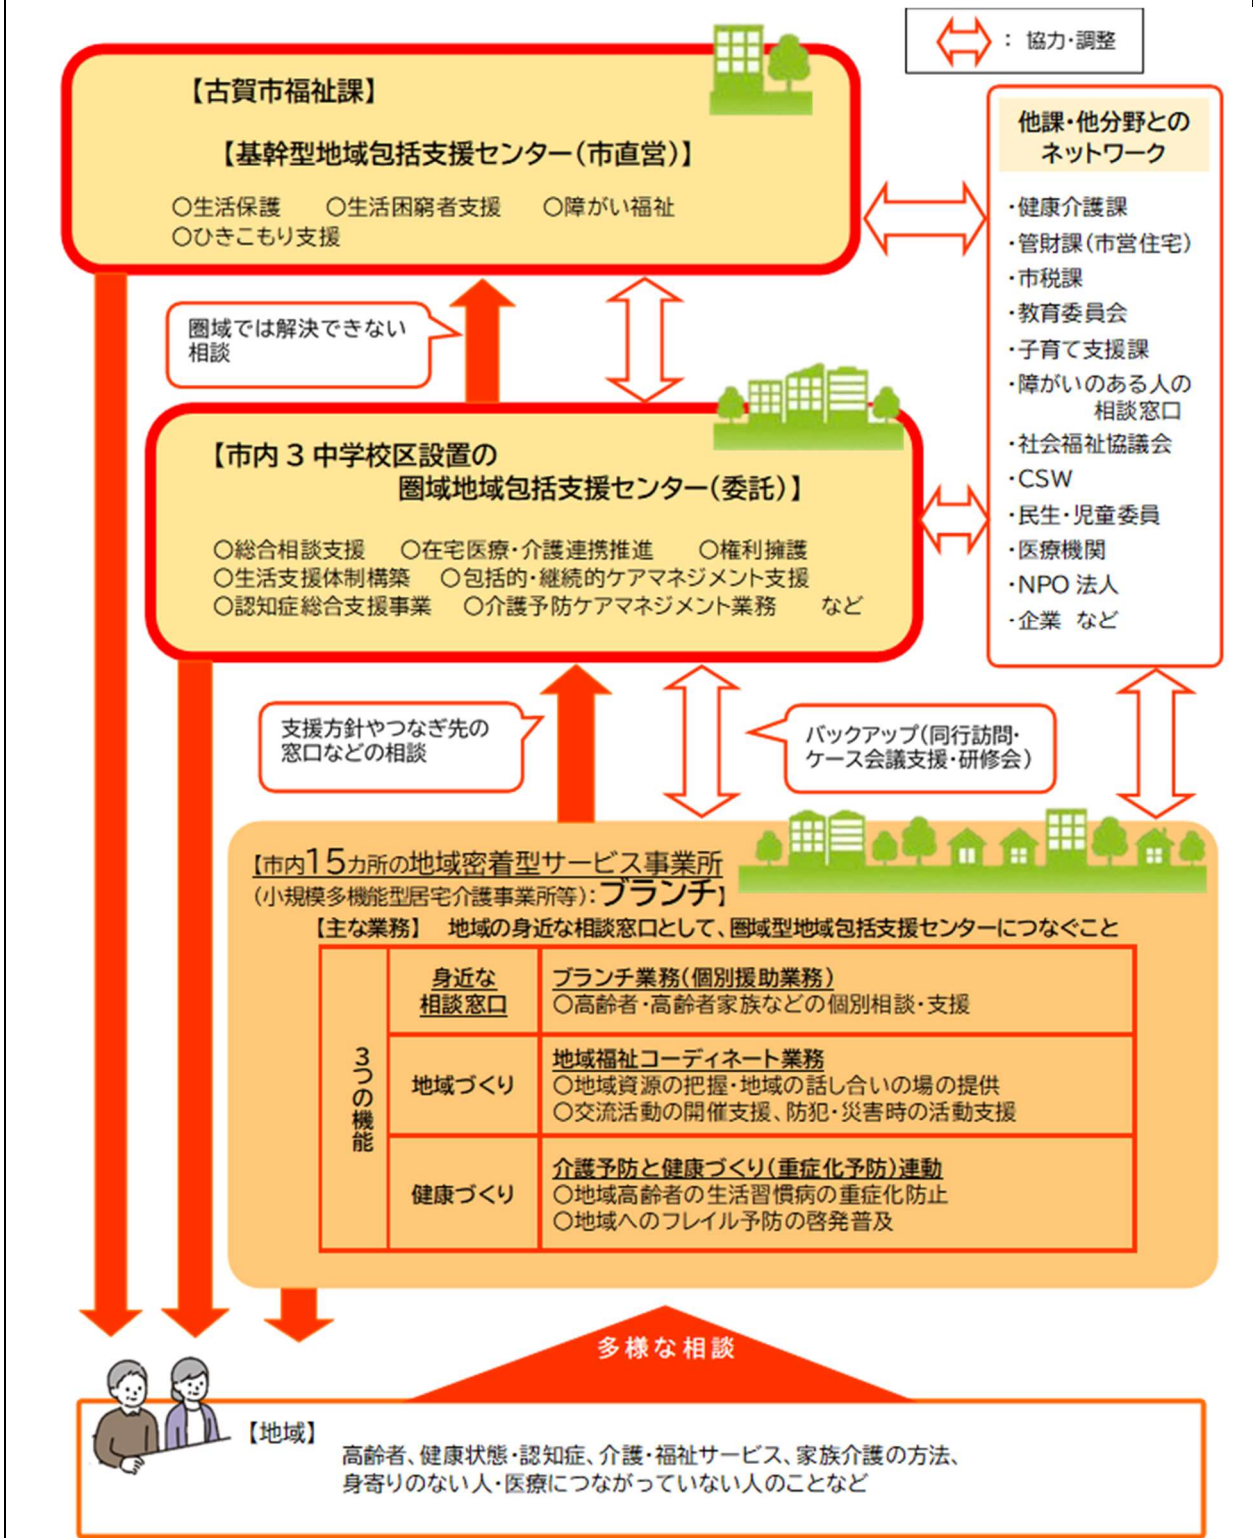 ：協力・調整
【古賀市福祉課】
【基幹型地域包括支援センター（市直営）】
○生活保護　○生活困窮者支援　○障がい福祉
○ひきこもり支援
他課・他分野との
ネットワーク
・健康介護課
・管財課（市営住宅）
・市税課
・教育委員会
・子育て支援課
・障がいのある人の
相談窓口
・社会福祉協議会
・CSW
・民生・児童委員
・医療機関
・NPO 法人
・企業 など
圏域では解決できない
相談
【市内 3 中学校区設置の
圏域地域包括支援センター（委託）】
○総合相談支援　○在宅医療・介護連携推進　○権利擁護
○生活支援体制構築　○包括的・継続的ケアマネジメント支援
○認知症総合支援事業　○介護予防ケアマネジメント業務　など
支援方針やつなぎ先の
窓口などの相談
バックアップ（同行訪問・
ケース会議支援・研修会）
【市内15カ所の地域密着型サービス事業所
（小規模多機能型居宅介護事業所等）：ブランチ】
【主な業務】　地域の身近な相談窓口として、圏域型地域包括支援センターにつなぐこと
3つの機能
身近な
相談窓口
ブランチ業務（個別援助業務）
○高齢者・高齢者家族などの個別相談・支援
地域づくり
地域福祉コーディネート業務
○地域資源の把握・地域の話し合いの場の提供
○交流活動の開催支援、防犯・災害時の活動支援
健康づくり
介護予防と健康づくり（重症化予防）連動
○地域高齢者の生活習慣病の重症化防止
○地域へのフレイル予防の啓発普及
多様な相談
【地域】
高齢者、健康状態・認知症、介護・福祉サービス、家族介護の方法、
身寄りのない人・医療につながっていない人のことなど